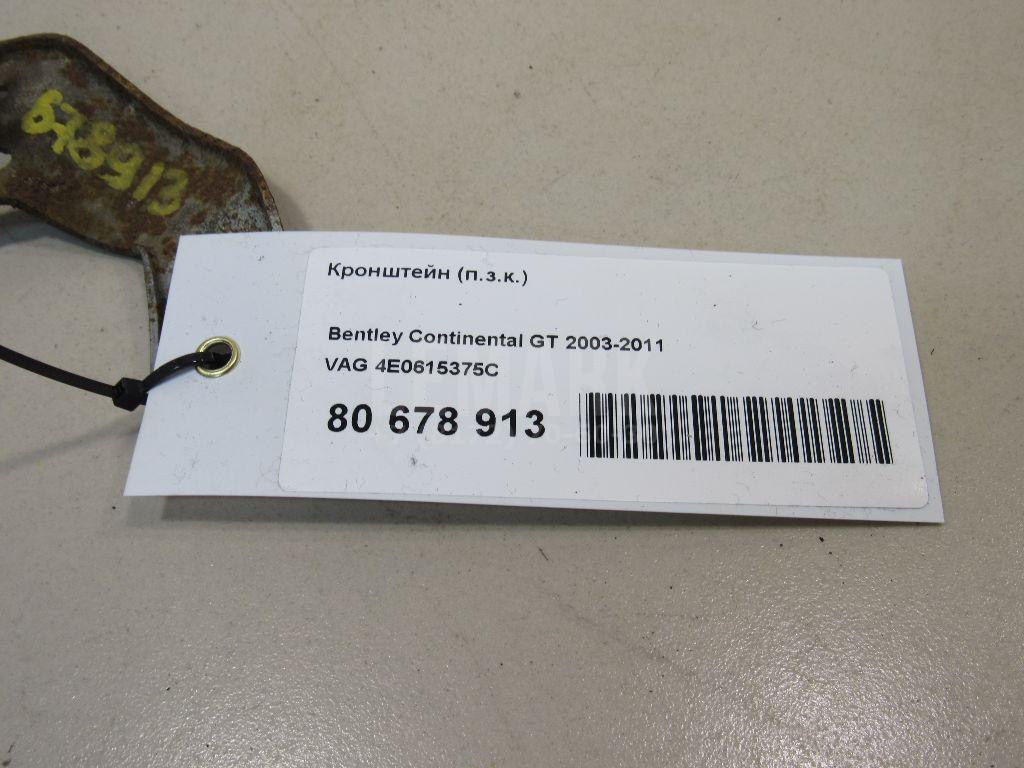 678913
Кронштейн (п.з.к.)
Bentley Continental GT 2003-2011
VAG 4E0615375C
80 678 913